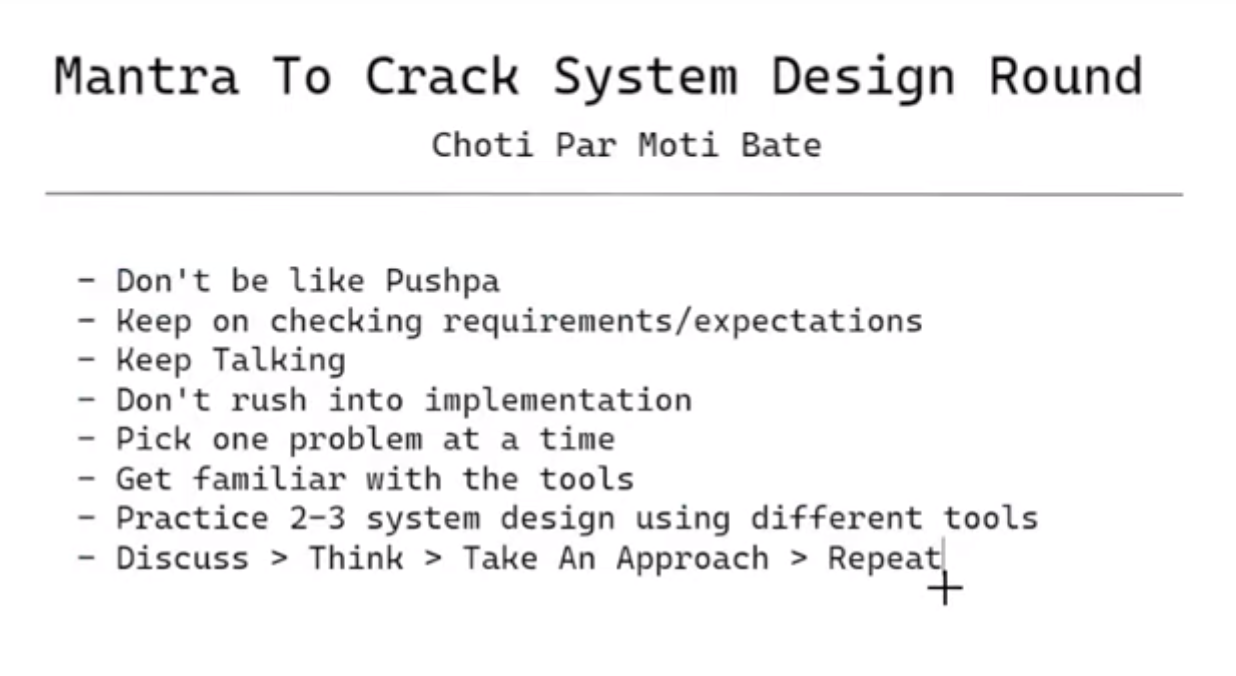 Mantra To Crack System Design Round
Choti Par Moti Bate
- Don't be like Pushpa
- Keep on checking requirements/expectations
- Keep Talking
- Don't rush into implementation
- Pick one problem at a time
- Get familiar with the tools
- Practice 2-3 system design using different tools
- Discuss > Think > Take An Approach > Repeat